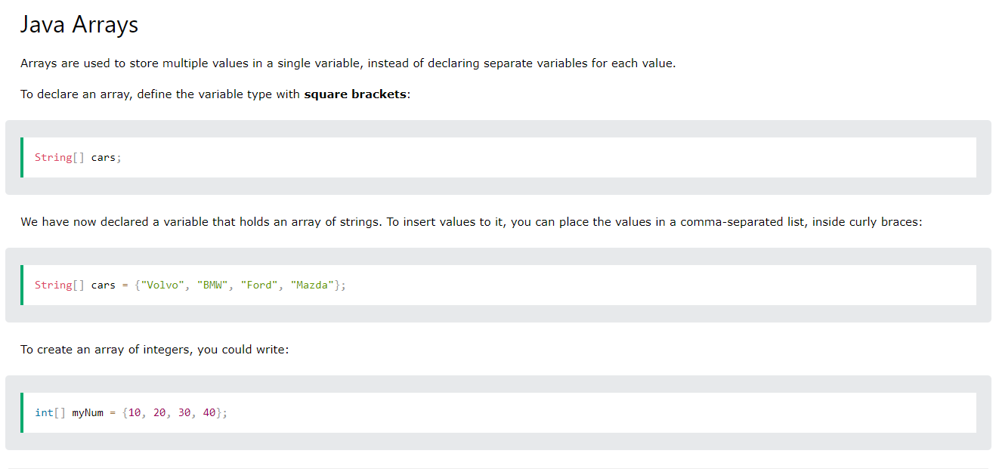 Java Arrays
Arrays are used to store multiple values in a single variable, instead of declaring separate variables for each value.
To declare an array, define the variable type with square brackets:
String[] cars;
We have now declared a variable that holds an array of strings. To insert values to it, you can place the values in a comma-separated list, inside curly braces:
String[] cars = {"Volvo", "BMW", "Ford", "Mazda"};
To create an array of integers, you could write:
int[] myNum = {10, 20, 30, 40};